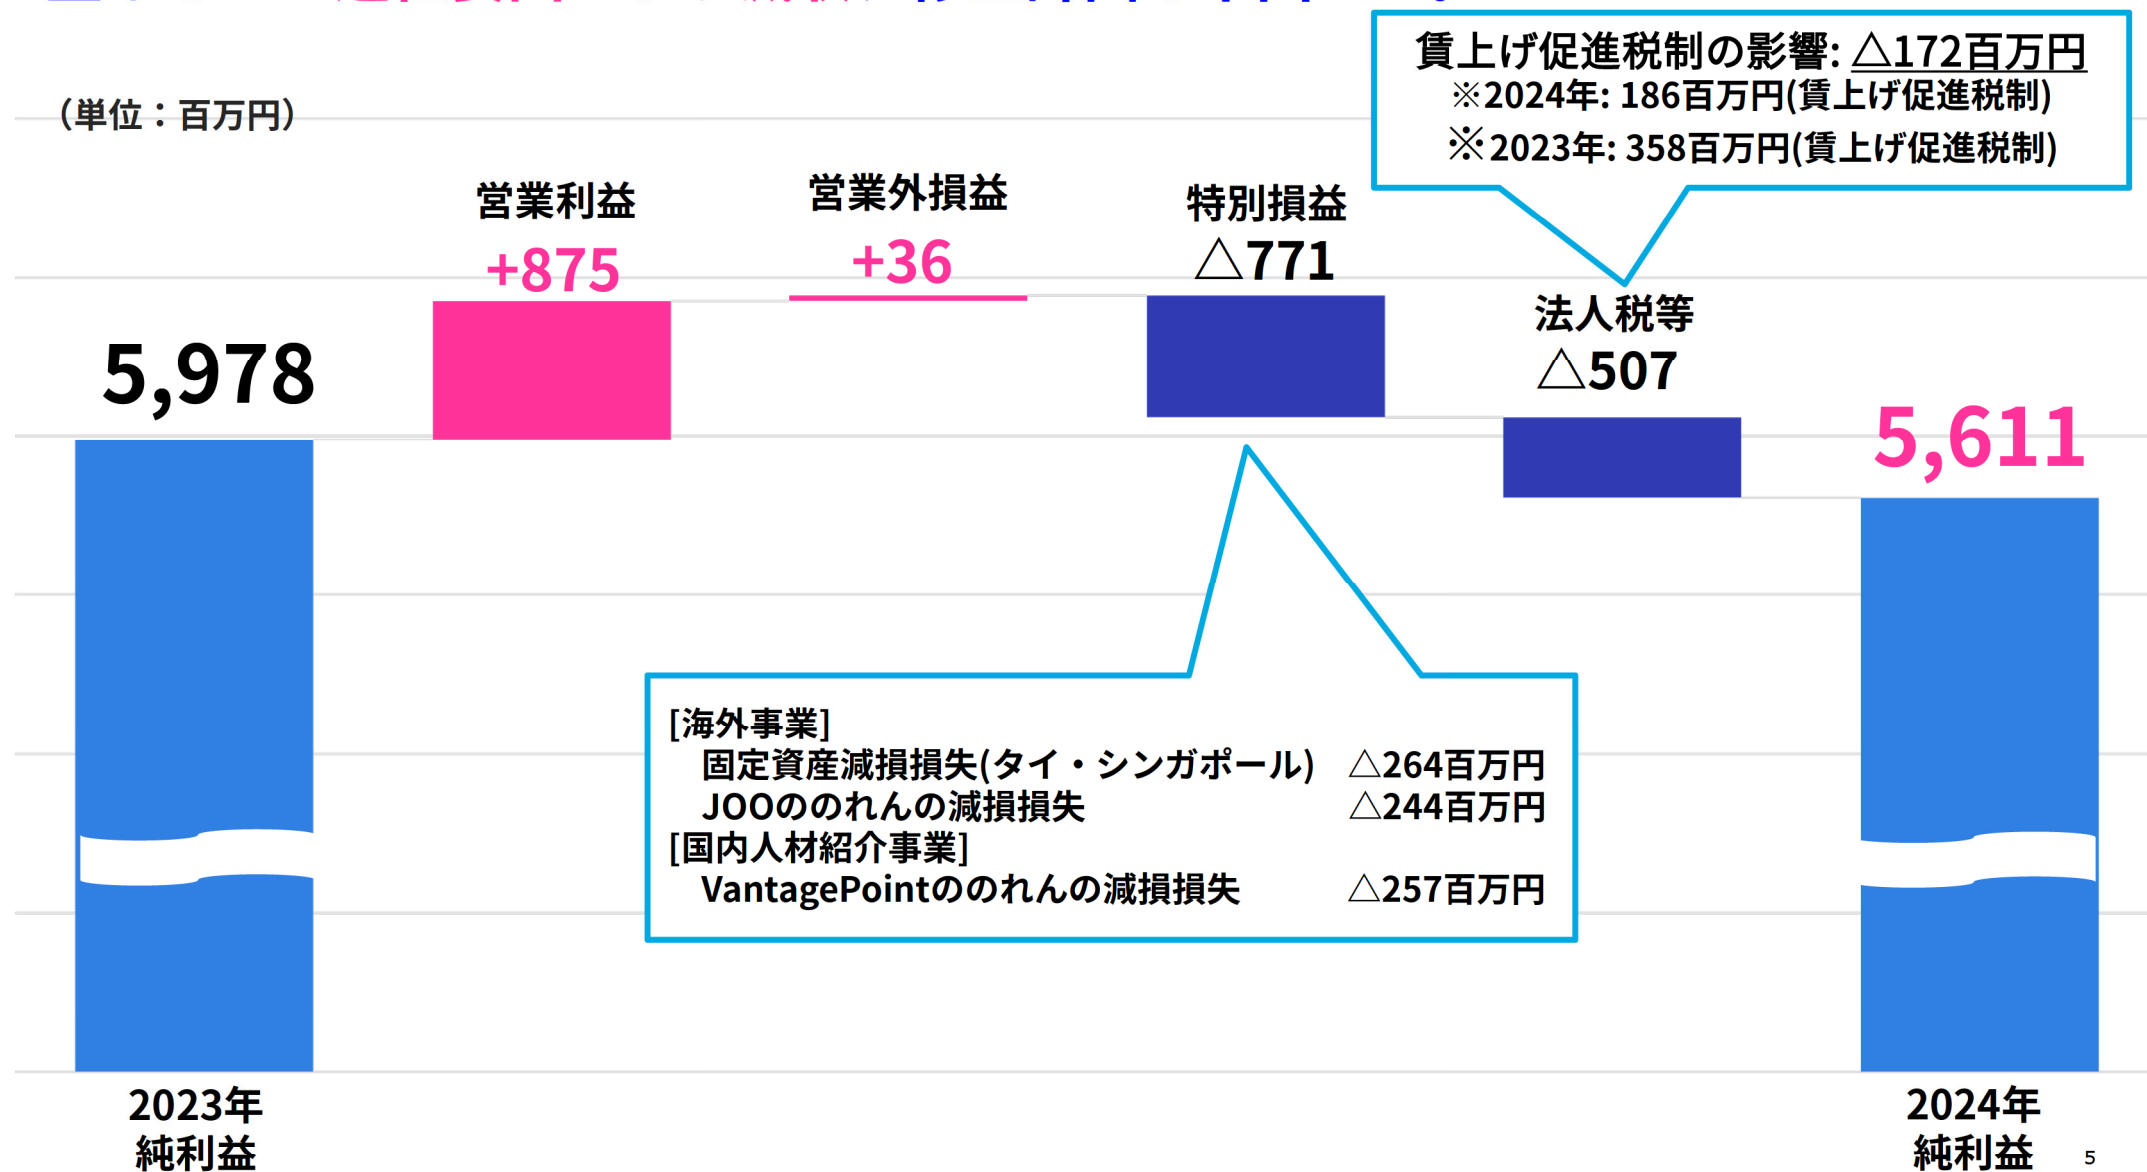 (単位：百万円)
賃上げ促進税制の影響: △172百万円
※2024年: 186百万円(賃上げ促進税制)
※2023年: 358百万円(賃上げ促進税制)
営業利益
+875
営業外損益
+36
特別損益
△771
法人税等
△507
5,978
5,611
[海外事業]
固定資産減損損失(タイ・シンガポール) △264百万円
JOOののれんの減損損失 △244百万円
[国内人材紹介事業]
VantagePointののれんの減損損失 △257百万円
2023年
純利益
2024年
純利益
5